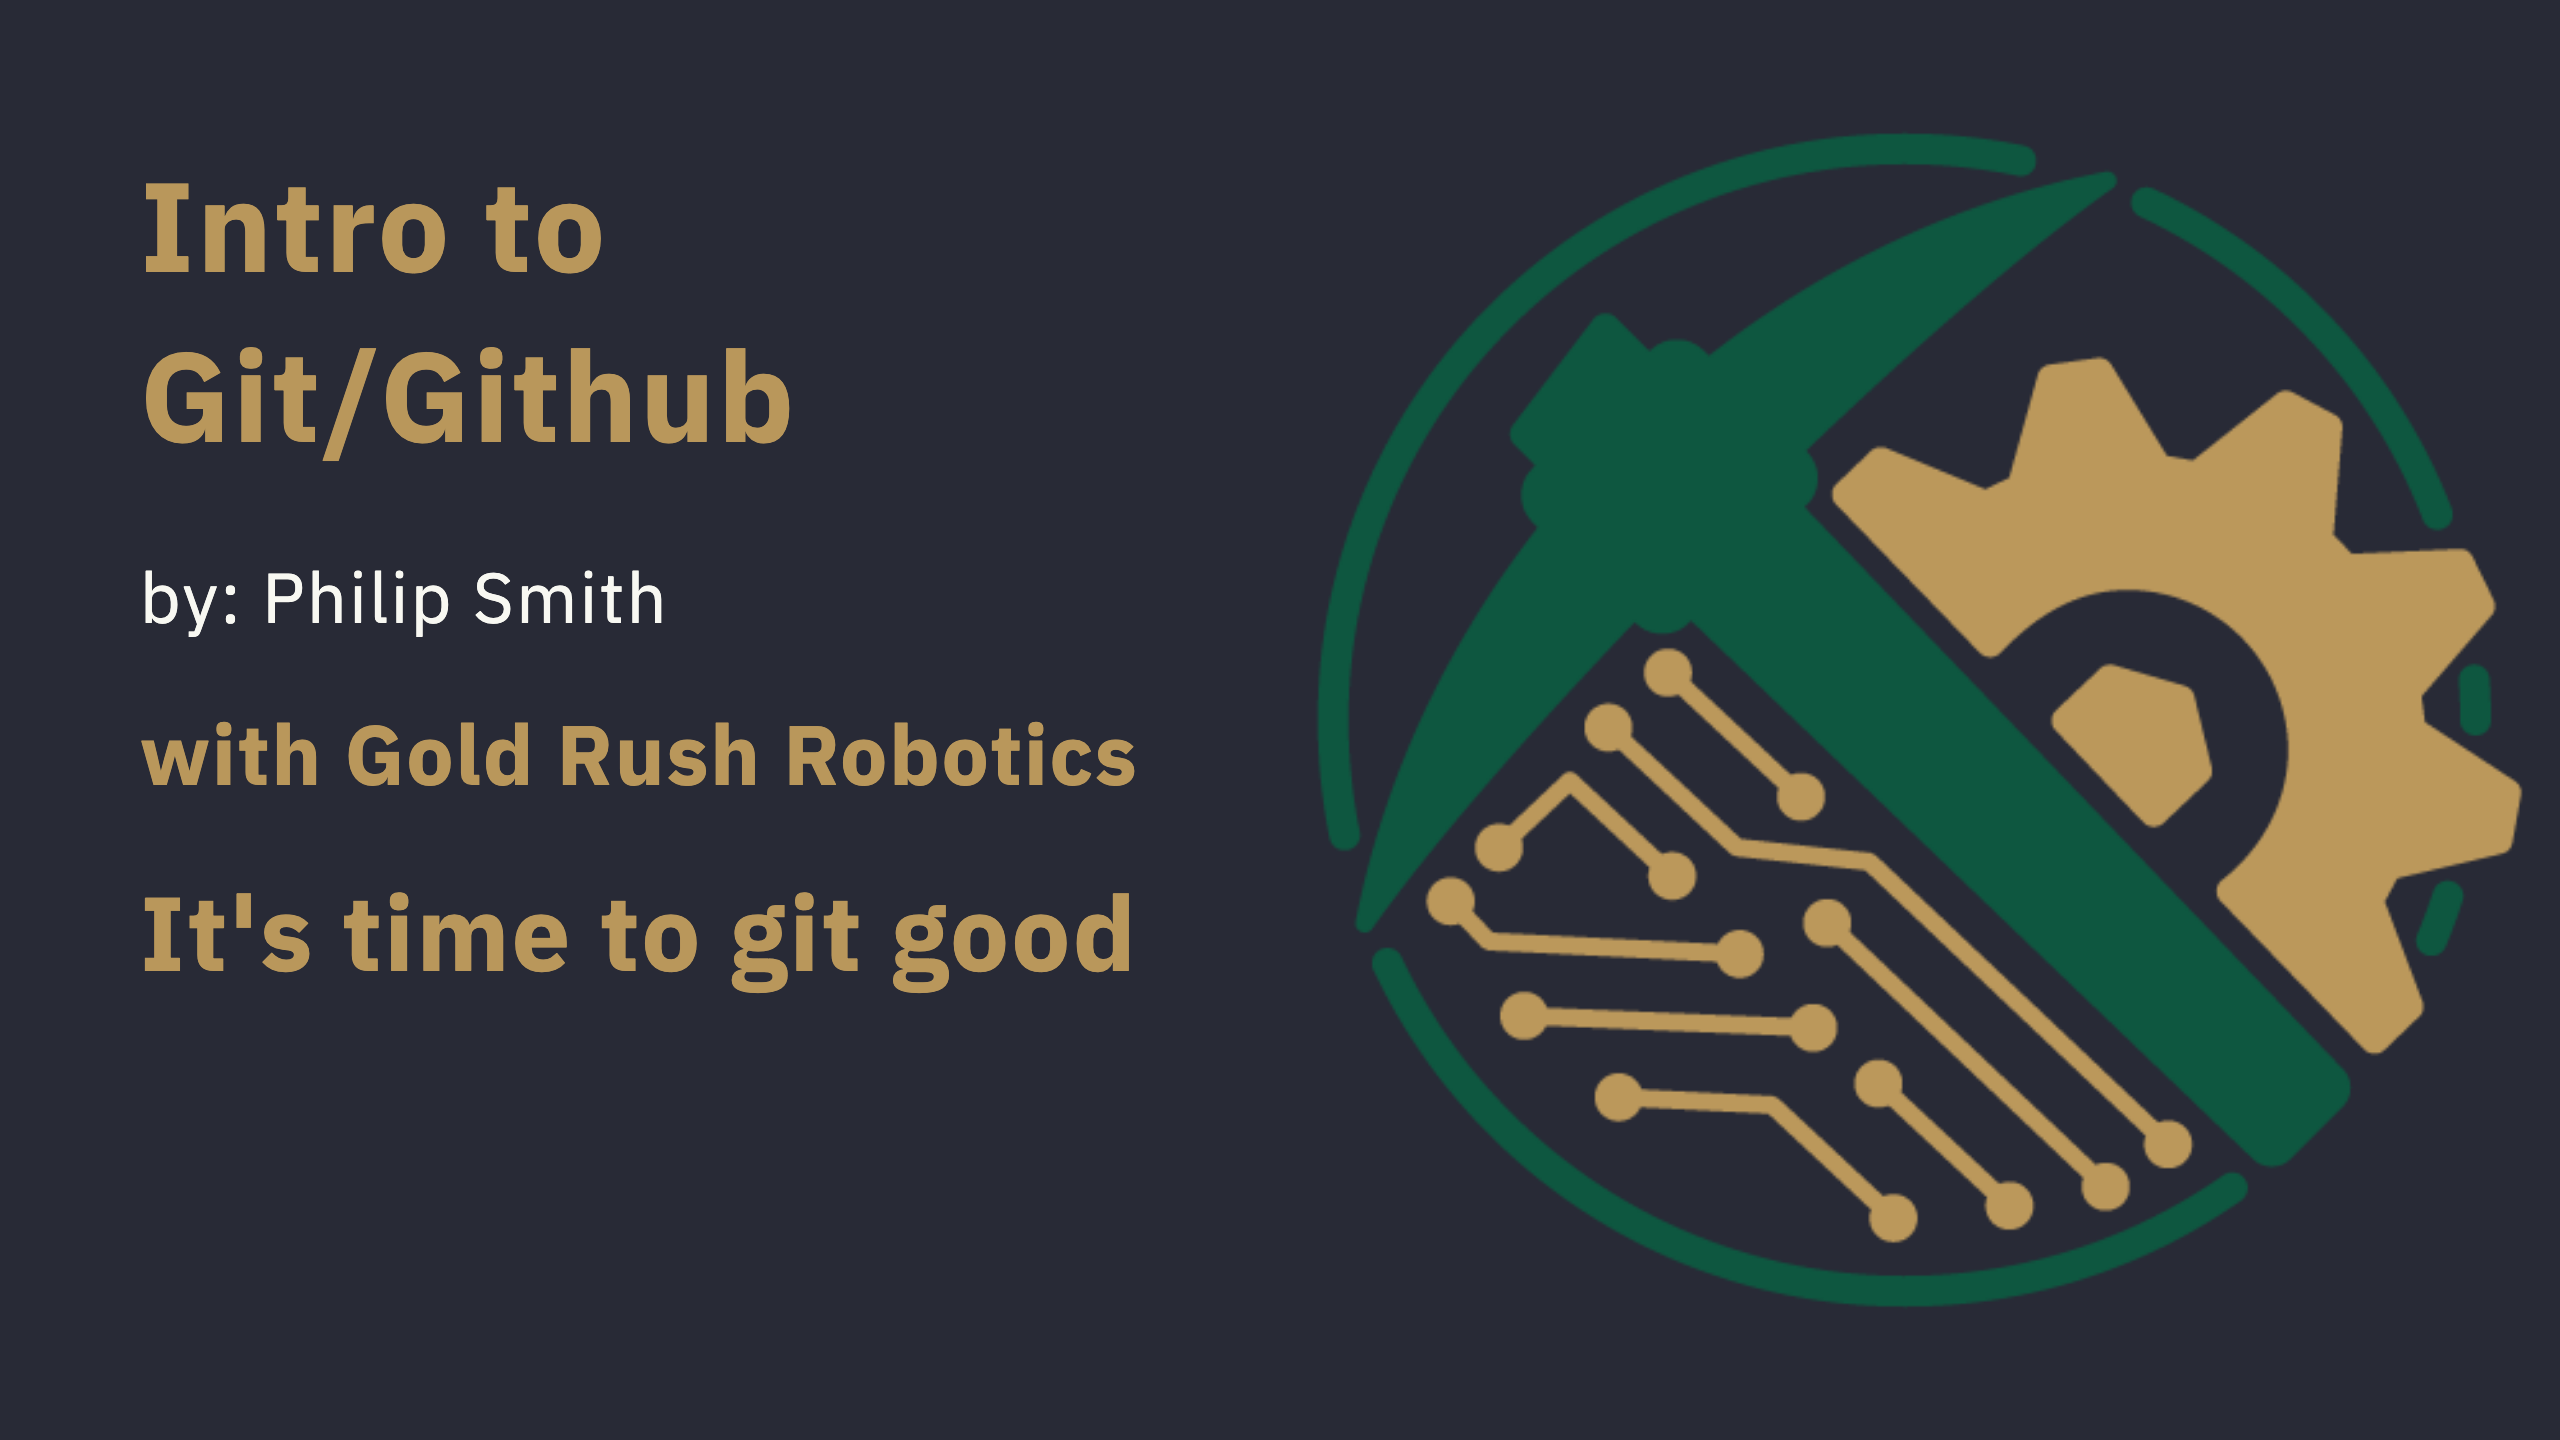 Intro to
Git/Github
by: Philip Smith
with Gold Rush Robotics
It's time to git good